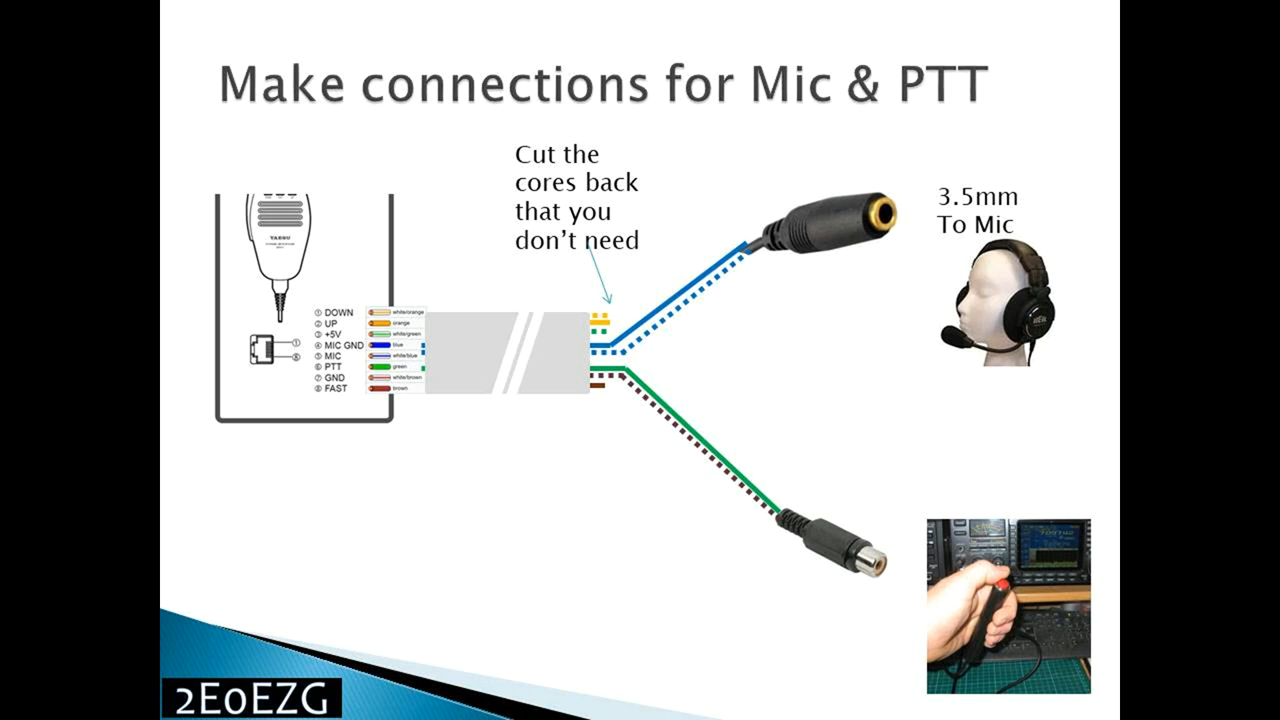 Make connections for Mic & PTT
Cut the
cores back
that you
don't need
3.5mm
To Mic
YAESU
① DOWN white/orange
② UP orange
③ +5V white/green
④ MIC GND blue
⑤ MIC white/blue
⑥ PTT green
⑦ GND white/brown
⑧ FAST brown
①
⑧
2E0EZG